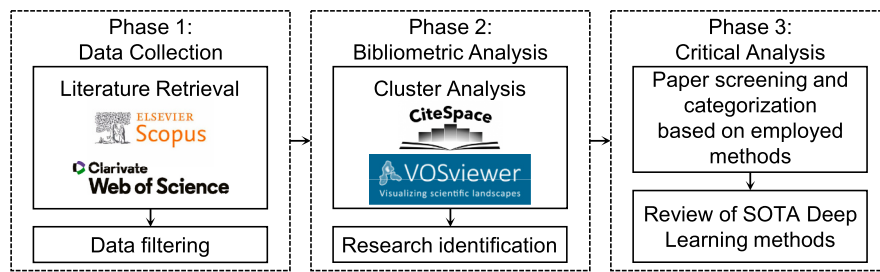 Phase 1:
Data Collection
Literature Retrieval
ELSEVIER
Scopus
Clarivate
Web of Science
Data filtering
Phase 2:
Bibliometric Analysis
Cluster Analysis
CiteSpace
VOSviewer
Visualizing scientific landscapes
Research identification
Phase 3:
Critical Analysis
Paper screening and
categorization
based on employed
methods
Review of SOTA Deep
Learning methods